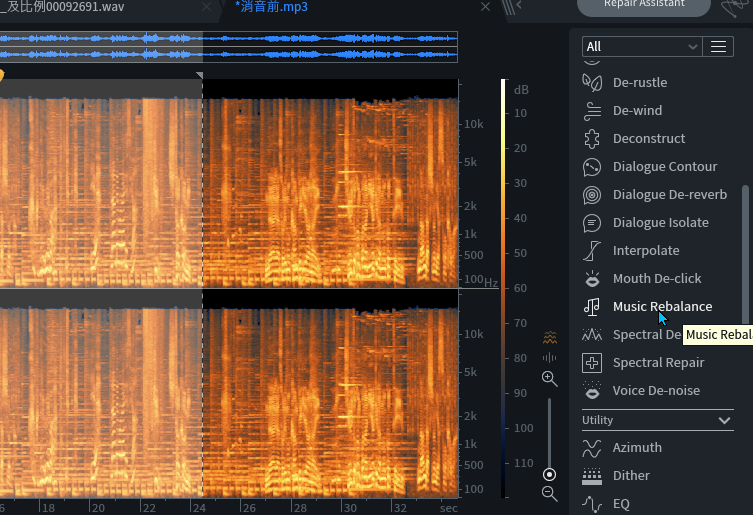 _及比例00092691.wav
*消音前.mp3
Repair Assistant
All
De-rustle
De-wind
Deconstruct
Dialogue Contour
Dialogue De-reverb
Dialogue Isolate
Interpolate
Mouth De-click
Music Rebalance
Spectral De
Music Rebal
Spectral Repair
Voice De-noise
Utility
Azimuth
Dither
EQ
dB
10
20
30
40
50
60
70
80
90
100
110
10k
5k
2k
1k
500
100
Hz
10k
5k
2k
1k
500
100
6
18
20
22
24
26
28
30
32
sec